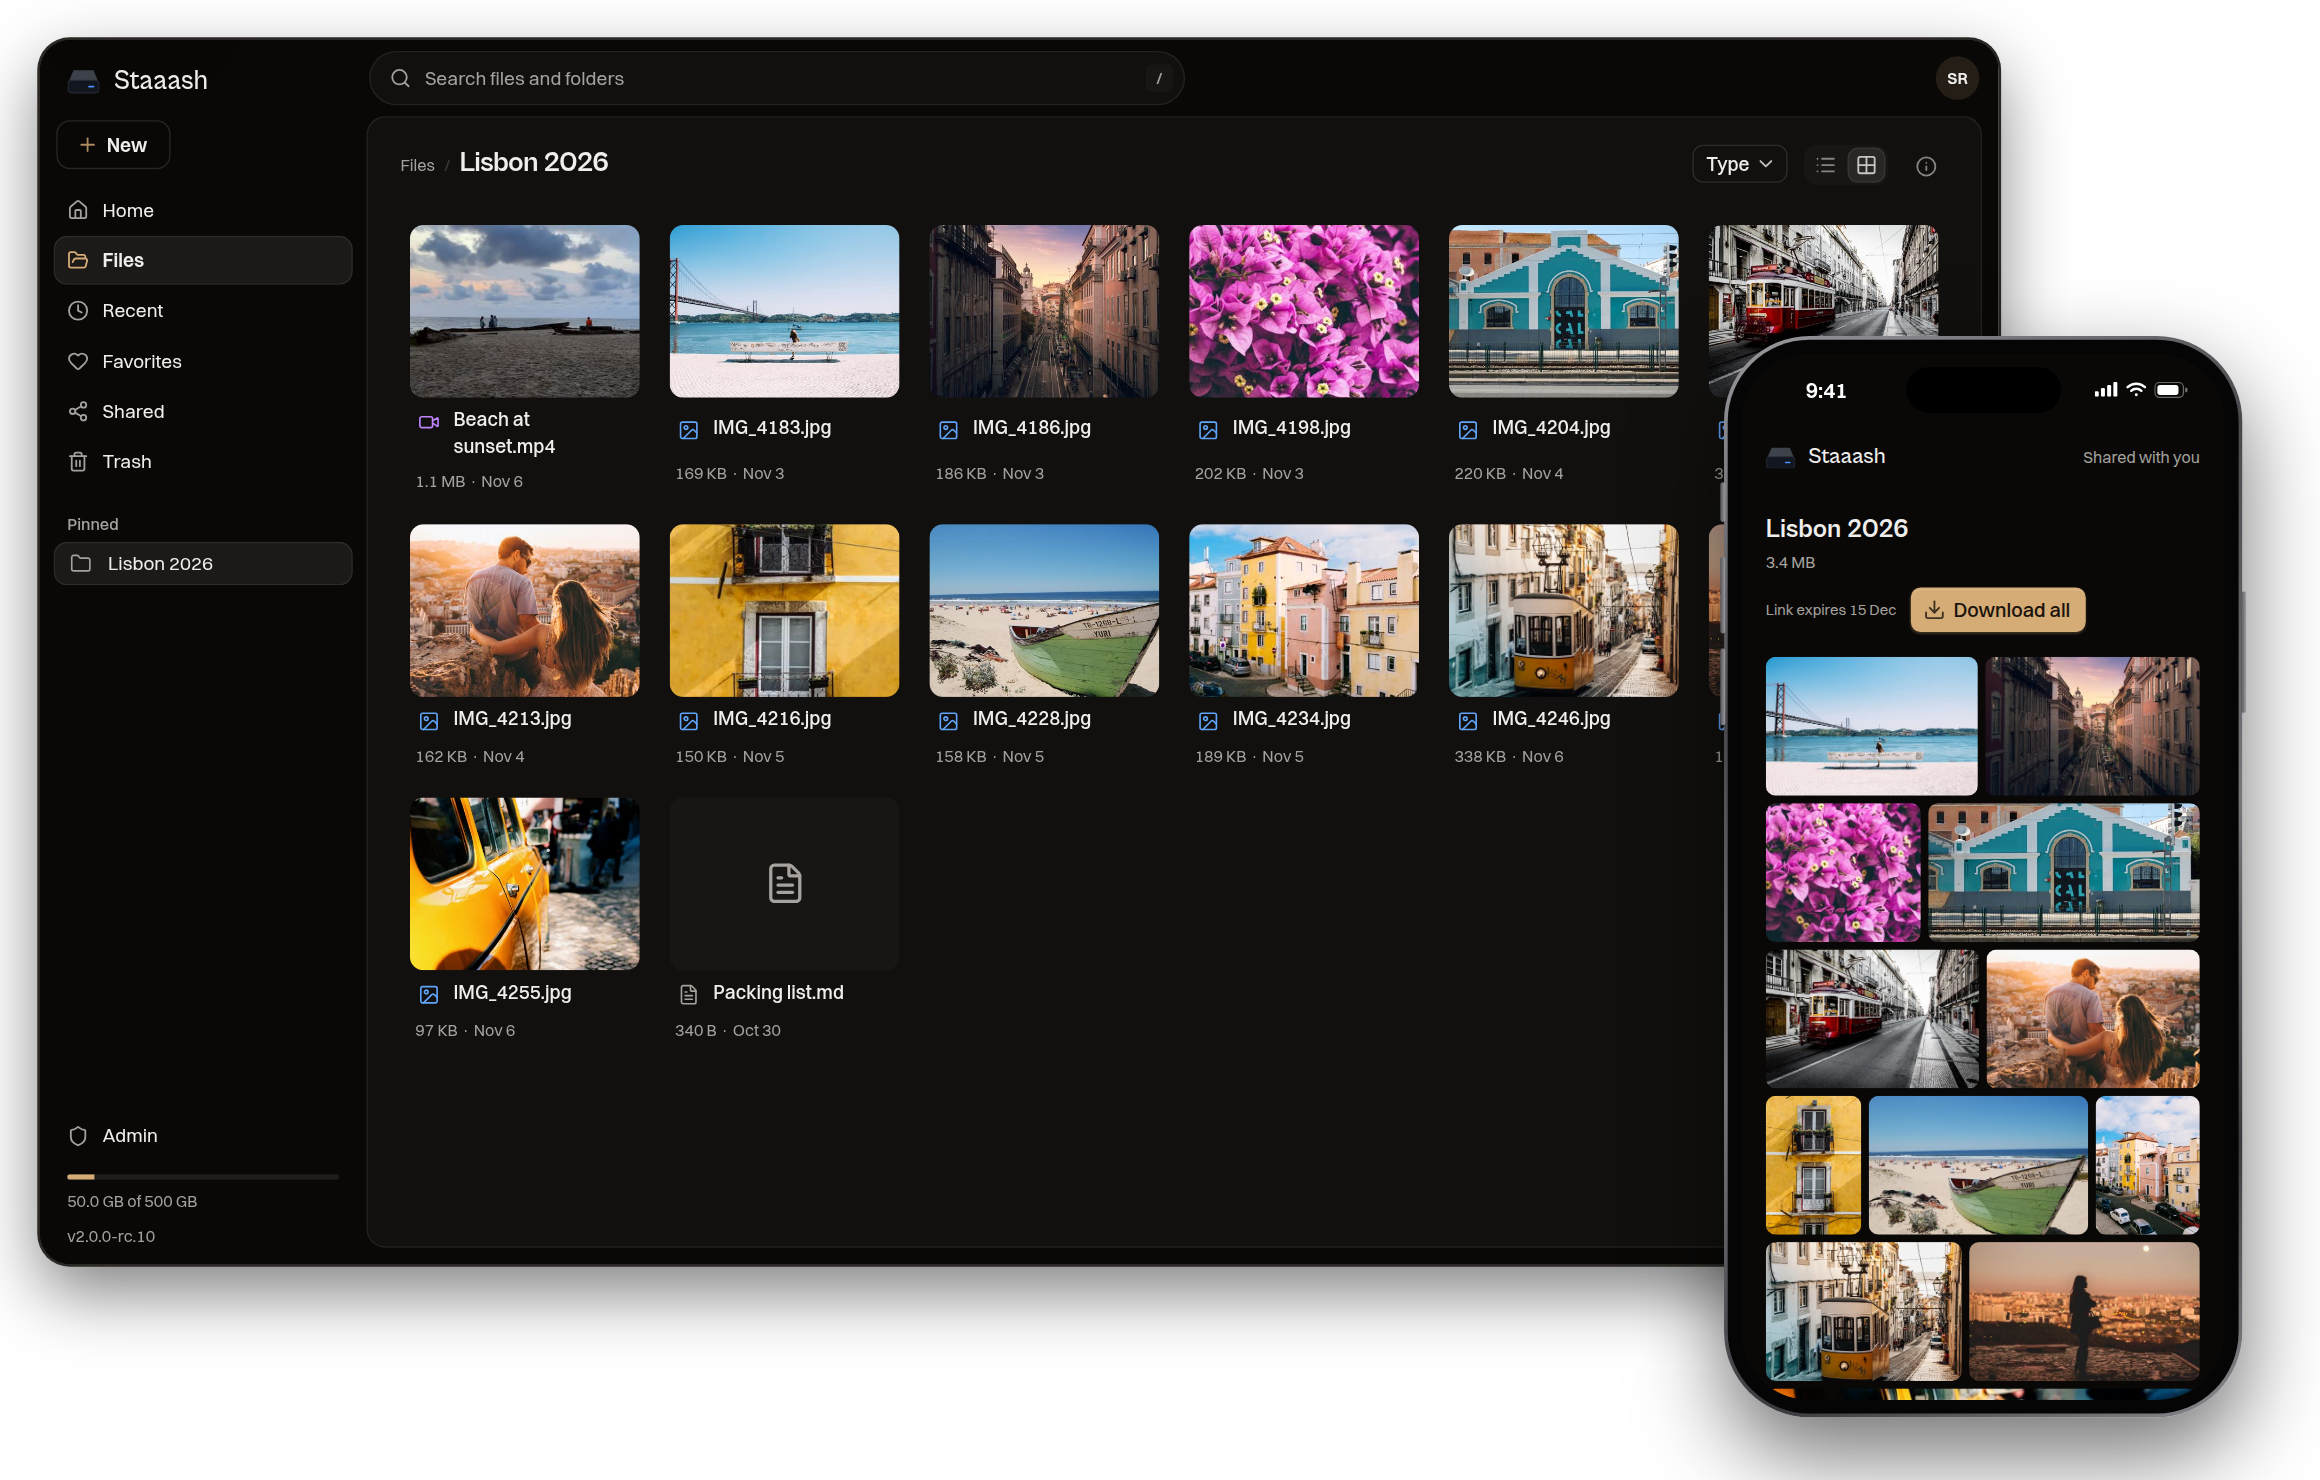 Staaash
Search files and folders
/
SR
New
Home
Files
Recent
Favorites
Shared
Trash
Pinned
Lisbon 2026
Admin
50.0 GB of 500 GB
v2.0.0-rc.10
Files / Lisbon 2026
Type
Beach at
sunset.mp4
1.1 MB · Nov 6
IMG_4183.jpg
169 KB · Nov 3
IMG_4186.jpg
186 KB · Nov 3
IMG_4198.jpg
202 KB · Nov 3
IMG_4204.jpg
220 KB · Nov 4
3
IMG_4213.jpg
162 KB · Nov 4
IMG_4216.jpg
150 KB · Nov 5
YURI
IMG_4228.jpg
158 KB · Nov 5
IMG_4234.jpg
189 KB · Nov 5
IMG_4246.jpg
338 KB · Nov 6
1
IMG_4255.jpg
97 KB · Nov 6
Packing list.md
340 B · Oct 30
9:41
Staaash
Shared with you
Lisbon 2026
3.4 MB
Link expires 15 Dec
Download all
YURI